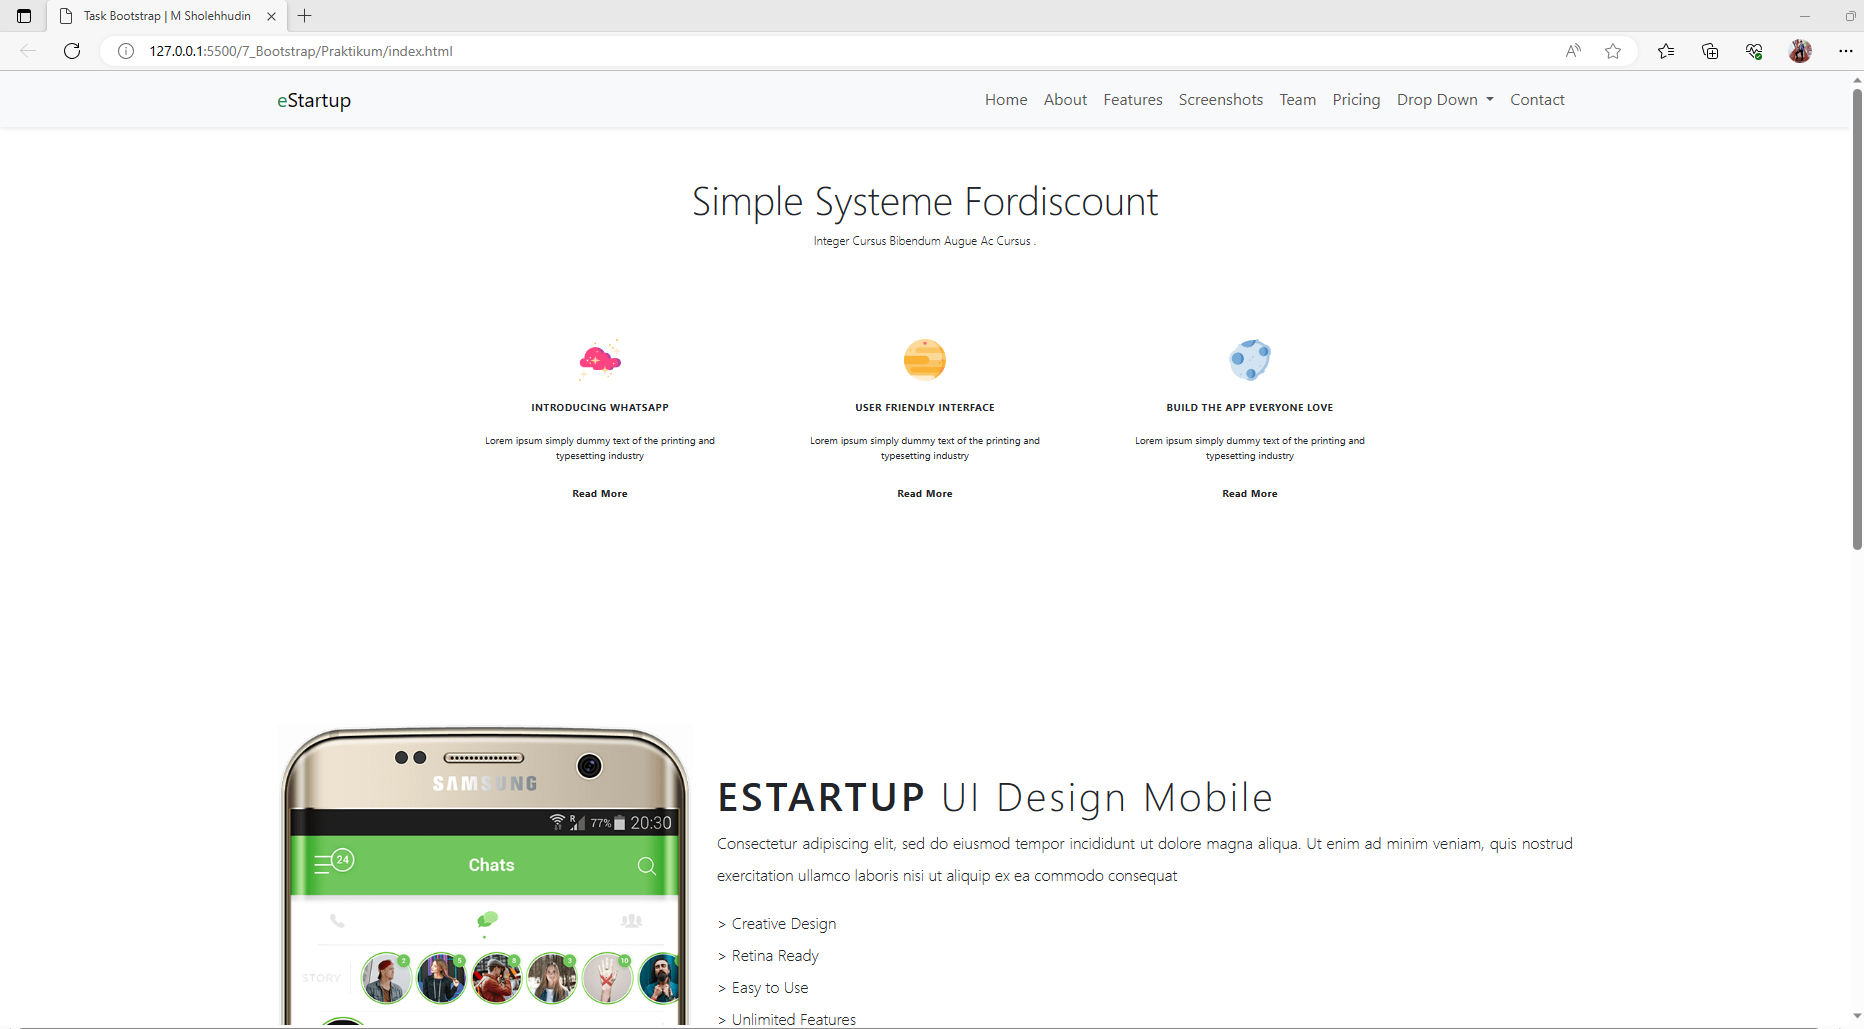 Task Bootstrap | M Sholehhudin
127.0.0.1:5500/7_Bootstrap/Praktikum/index.html
eStartup
Home About Features Screenshots Team Pricing Drop Down Contact
Simple Systeme Fordiscount
Integer Cursus Bibendum Augue Ac Cursus .
INTRODUCING WHATSAPP
Lorem ipsum simply dummy text of the printing and
typesetting industry
Read More
USER FRIENDLY INTERFACE
Lorem ipsum simply dummy text of the printing and
typesetting industry
Read More
BUILD THE APP EVERYONE LOVE
Lorem ipsum simply dummy text of the printing and
typesetting industry
Read More
SAMSUNG
R 77% 20:30
24 Chats
STORY 2 5 8 3 10
ESTARTUP UI Design Mobile
Consectetur adipiscing elit, sed do eiusmod tempor incididunt ut dolore magna aliqua. Ut enim ad minim veniam, quis nostrud
exercitation ullamco laboris nisi ut aliquip ex ea commodo consequat
> Creative Design
> Retina Ready
> Easy to Use
> Unlimited Features